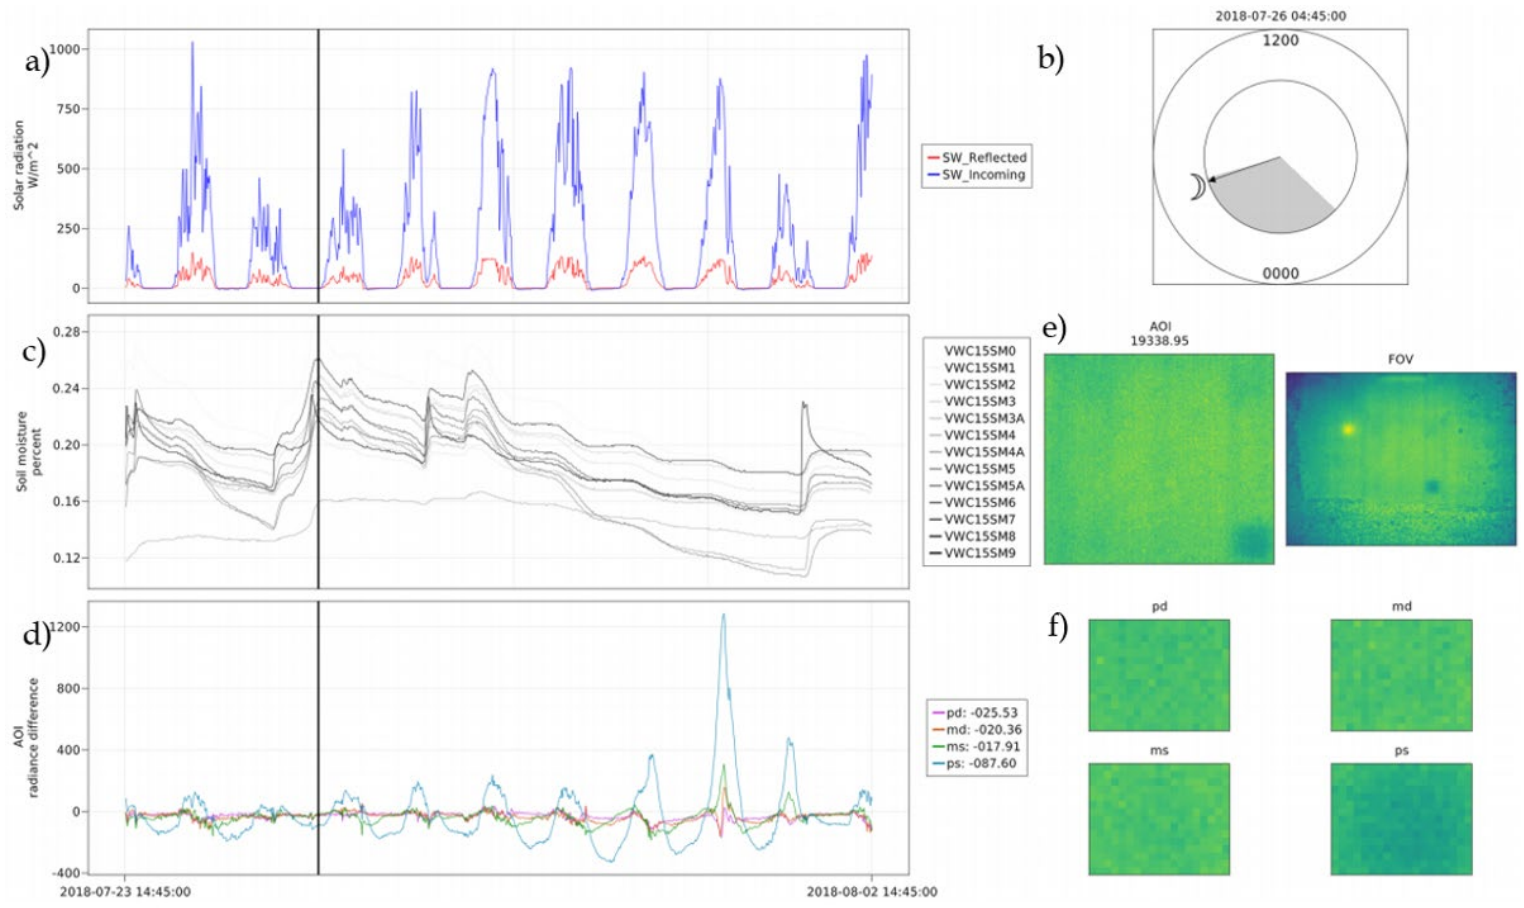 a)
1000
750
500
250
0
Solar radiation
W/m^2
SW_Reflected
SW_Incoming
b)
2018-07-26 04:45:00
1200
0000
c)
0.28
0.24
0.20
0.16
0.12
Soil moisture
percent
VWC15SM0
VWC15SM1
VWC15SM2
VWC15SM3
VWC15SM3A
VWC15SM4
VWC15SM4A
VWC15SM5
VWC15SM5A
VWC15SM6
VWC15SM7
VWC15SM8
VWC15SM9
e)
AOI
19338.95
FOV
d)
1200
800
400
0
-400
AOI
radiance difference
2018-07-23 14:45:00
2018-08-02 14:45:00
pd: -025.53
md: -020.36
ms: -017.91
ps: -087.60
f)
pd
md
ms
ps